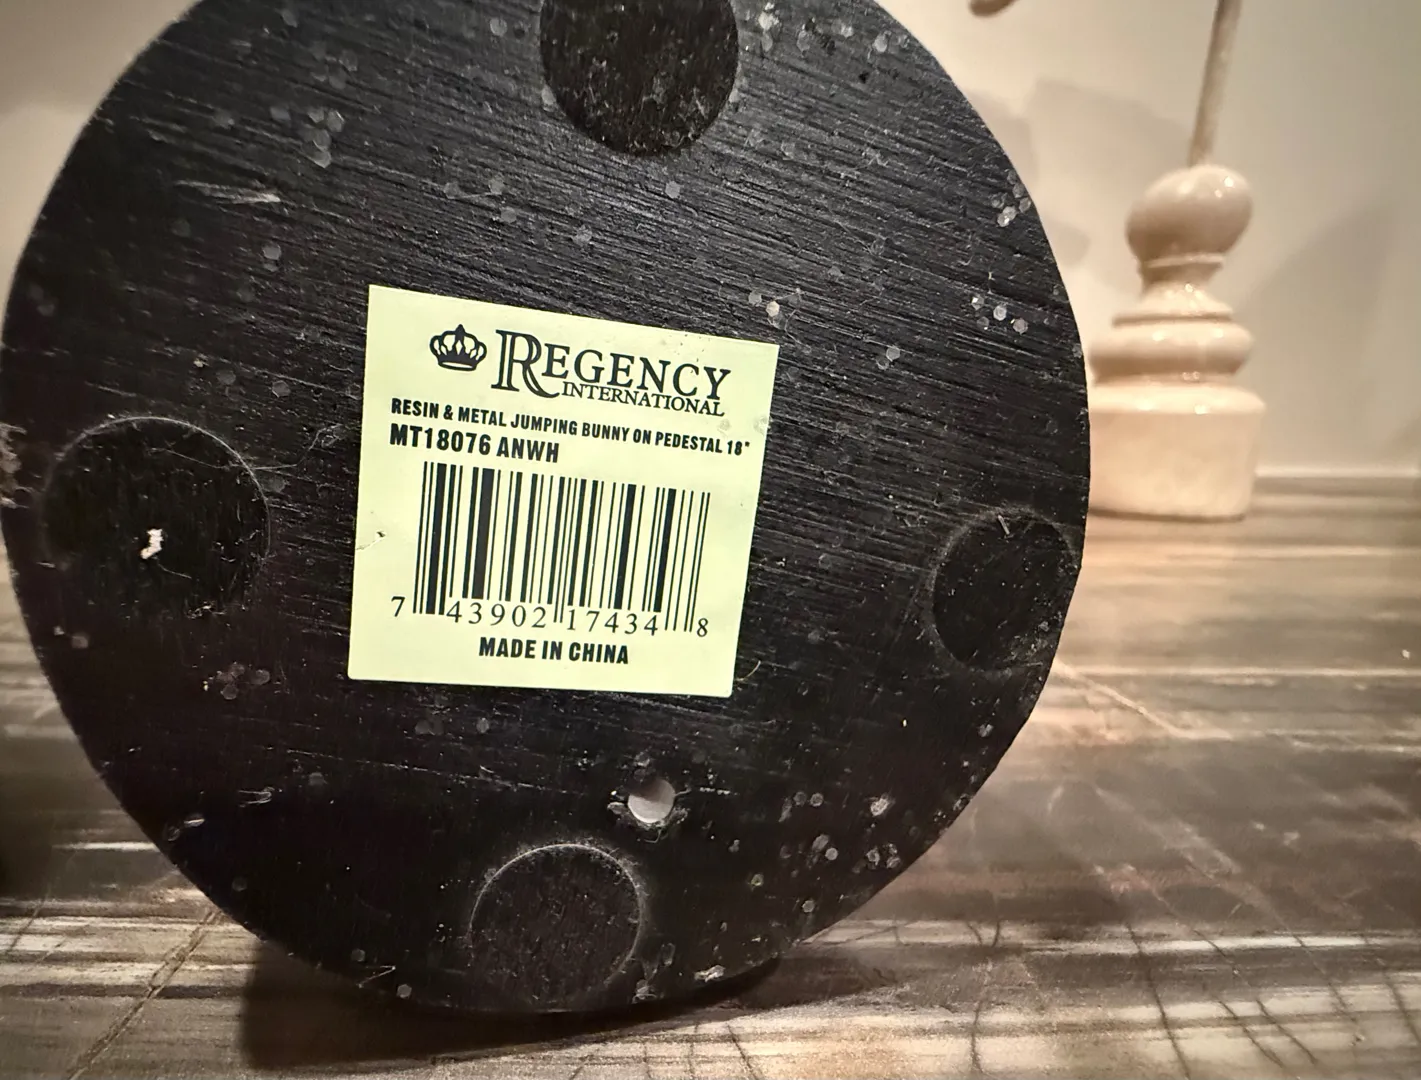 REGENCY
INTERNATIONAL
RESIN & METAL JUMPING BUNNY ON PEDESTAL 18"
MT18076 ANWH
7 43902 17434 8
MADE IN CHINA